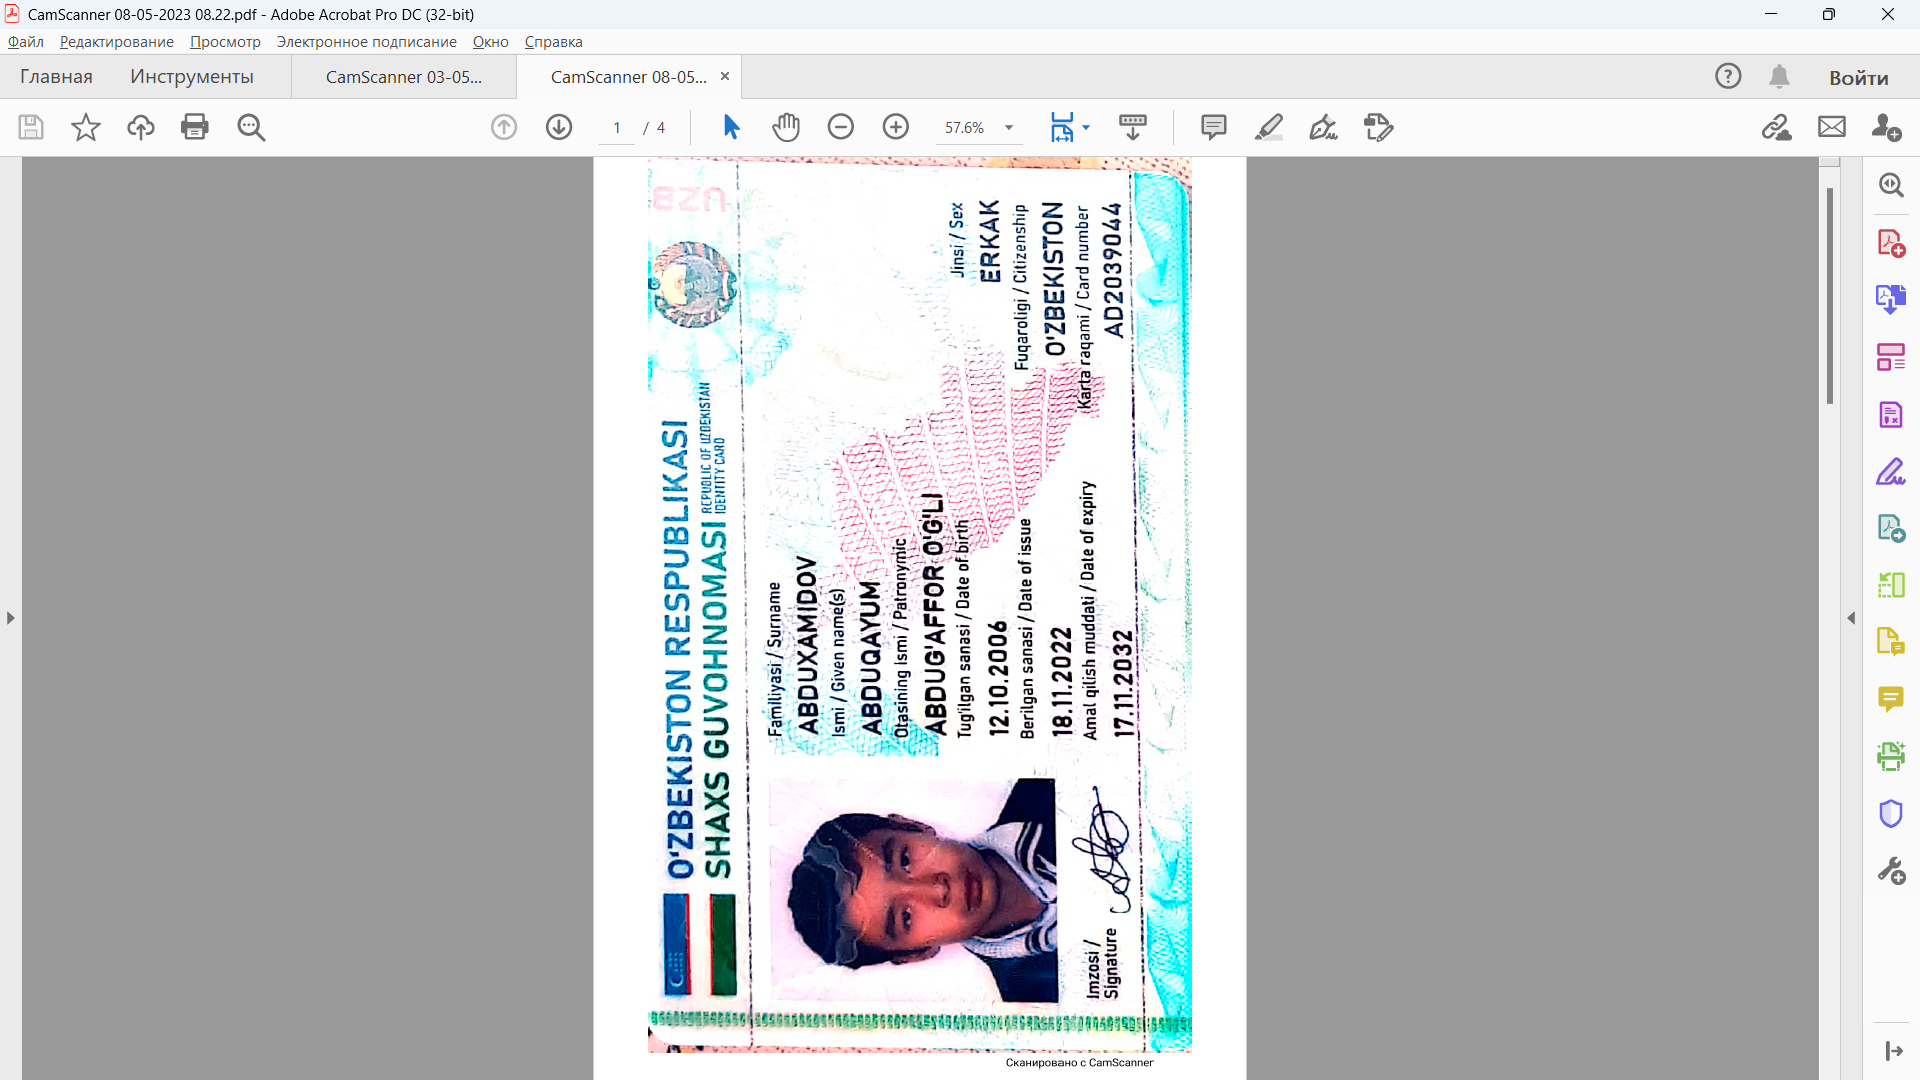 CamScanner 08-05-2023 08.22.pdf - Adobe Acrobat Pro DC (32-bit)
Файл Редактирование Просмотр Электронное подписание Окно Справка
Главная Инструменты CamScanner 03-05... CamScanner 08-05... Войти
1 / 4 57.6%
UZB
O'ZBEKISTON RESPUBLIKASI
SHAXS GUVOHNOMASI
REPUBLIC OF UZBEKISTAN
IDENTITY CARD
Familiyasi / Surname
ABDUXAMIDOV
Ismi / Given name(s)
ABDUQAYUM
Otasining ismi / Patronymic
ABDUG'AFFOR O'G'LI
Tug'ilgan sanasi / Date of birth
12.10.2006
Jinsi / Sex
ERKAK
Berilgan sanasi / Date of issue
18.11.2022
Fuqaroligi / Citizenship
O'ZBEKISTON
Amal qilish muddati / Date of expiry
17.11.2032
Karta raqami / Card number
AD2039044
Imzosi /
Signature
Сканировано с CamScanner